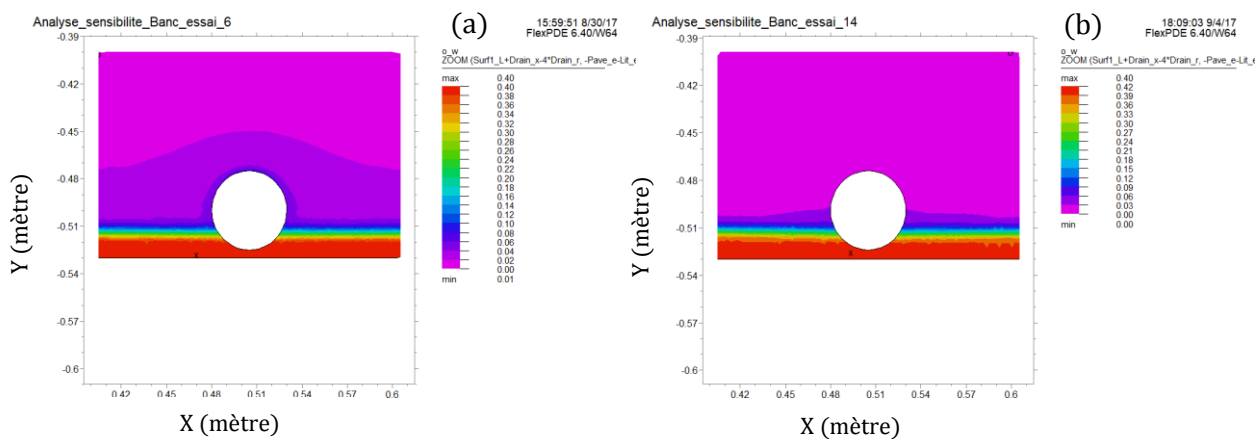 Analyse_sensibilite_Banc_essai_6
(a)
15:59:51 8/30/17
FlexPDE 6.40/W64
o_w
ZOOM (Surf1_L+Drain_x-4*Drain_r, -Pave_e-Lit_e
max 0.40
0.40
0.38
0.36
0.34
0.32
0.30
0.28
0.26
0.24
0.22
0.20
0.18
0.16
0.14
0.12
0.10
0.08
0.06
0.04
0.02
0.00
min 0.01
-0.39
-0.42
-0.45
-0.48
-0.51
-0.54
-0.57
-0.6
Y (mètre)
0.42 0.45 0.48 0.51 0.54 0.57 0.6
X (mètre)
x
Analyse_sensibilite_Banc_essai_14
(b)
18:09:03 9/4/17
FlexPDE 6.40/W64
o_w
ZOOM (Surf1_L+Drain_x-4*Drain_r, -Pave_e-Lit_e
max 0.40
0.42
0.39
0.36
0.33
0.30
0.27
0.24
0.21
0.18
0.15
0.12
0.09
0.06
0.03
0.00
min 0.00
-0.39
-0.42
-0.45
-0.48
-0.51
-0.54
-0.57
-0.6
Y (mètre)
0.42 0.45 0.48 0.51 0.54 0.57 0.6
X (mètre)
x